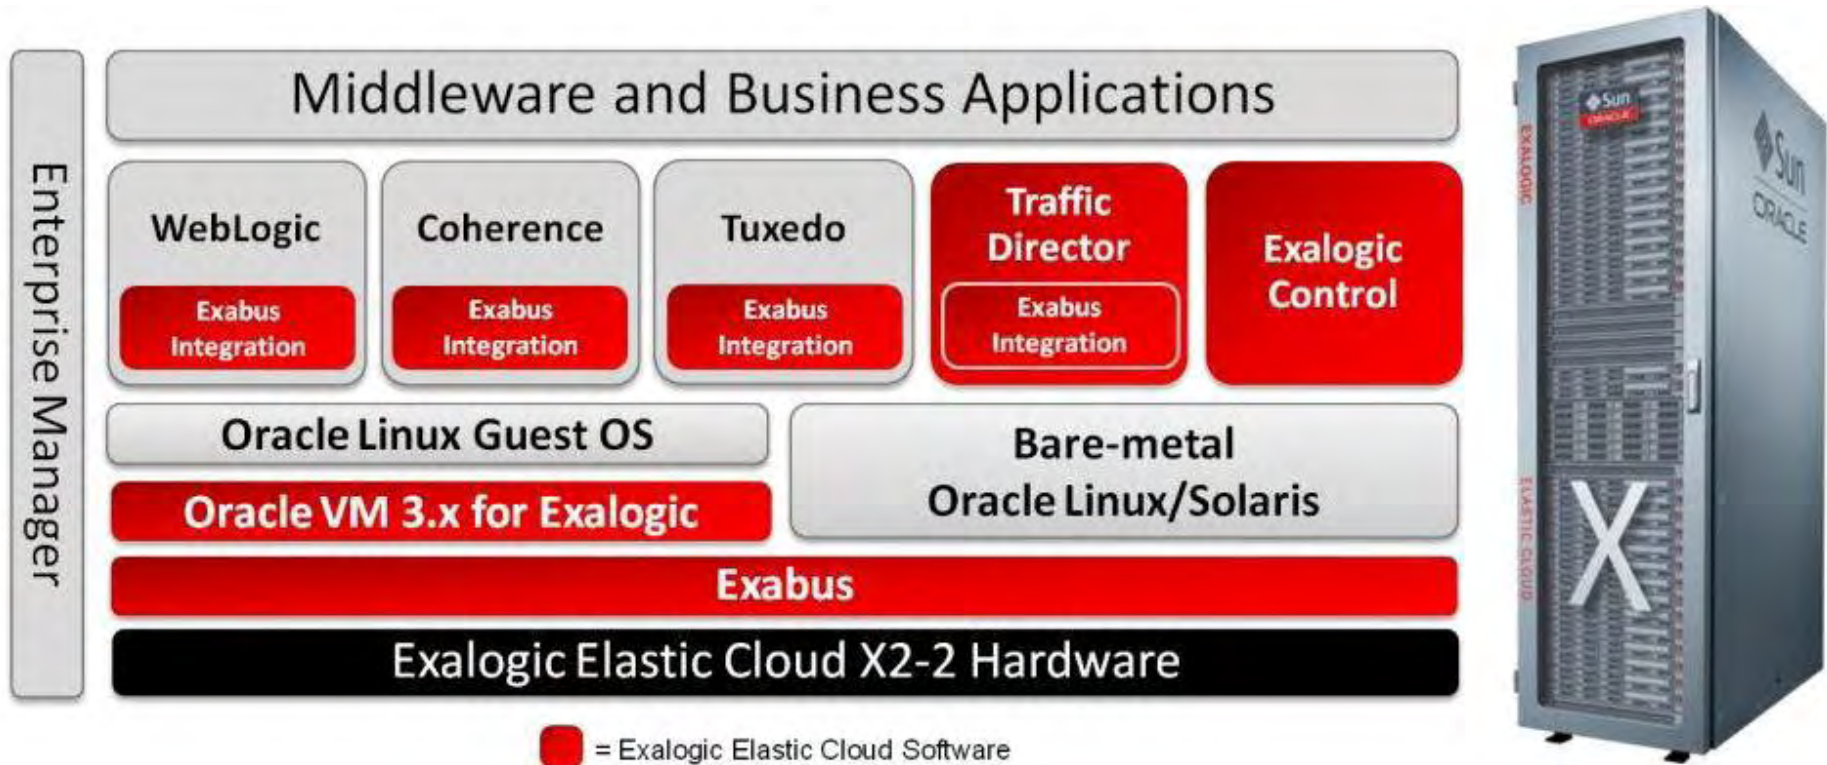 Enterprise Manager
Middleware and Business Applications
WebLogic
Exabus
Integration
Coherence
Exabus
Integration
Tuxedo
Exabus
Integration
Traffic
Director
Exabus
Integration
Exalogic
Control
Oracle Linux Guest OS
Oracle VM 3.x for Exalogic
Bare-metal
Oracle Linux/Solaris
Exabus
Exalogic Elastic Cloud X2-2 Hardware
= Exalogic Elastic Cloud Software
Sun
ORACLE
EXALOGIC
ELASTIC CLOUD
X
Sun
ORACLE